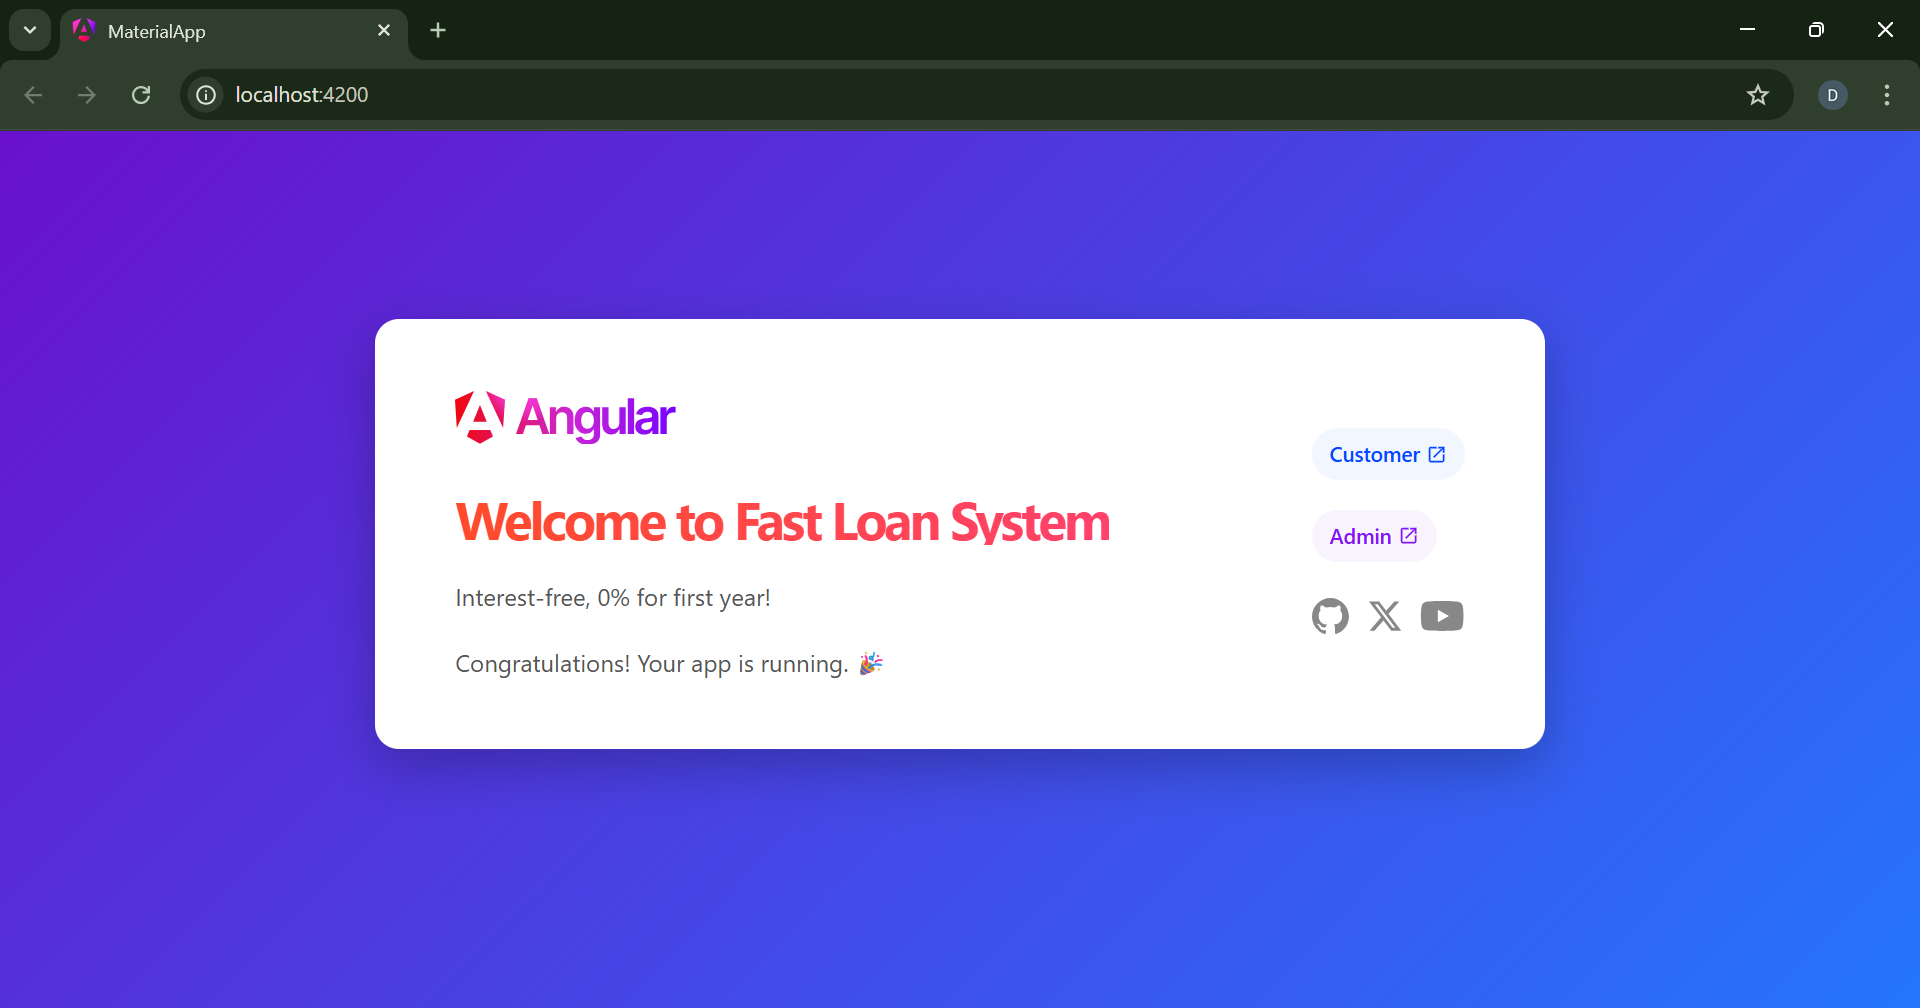 MaterialApp
localhost:4200
D
Angular
Welcome to Fast Loan System
Interest-free, 0% for first year!
Congratulations! Your app is running. 🎉
Customer
Admin